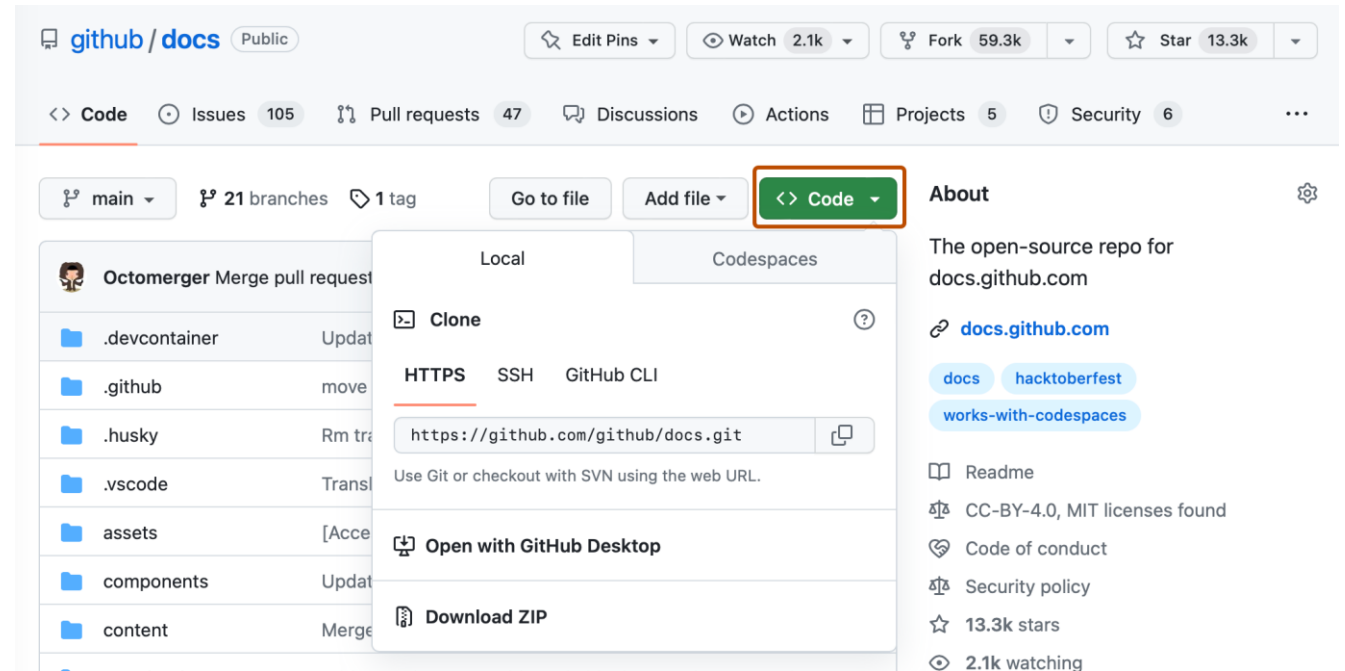 github / docs Public
Edit Pins
Watch 2.1k
Fork 59.3k
Star 13.3k
Code
Issues 105
Pull requests 47
Discussions
Actions
Projects 5
Security 6
main
21 branches
1 tag
Go to file
Add file
Code
Octomerger Merge pull request
.devcontainer Updat
.github move
.husky Rm tra
.vscode Transl
assets [Acce
components Updat
content Merge
Local
Codespaces
Clone
HTTPS SSH GitHub CLI
https://github.com/github/docs.git
Use Git or checkout with SVN using the web URL.
Open with GitHub Desktop
Download ZIP
About
The open-source repo for
docs.github.com
docs.github.com
docs hacktoberfest
works-with-codespaces
Readme
CC-BY-4.0, MIT licenses found
Code of conduct
Security policy
13.3k stars
2.1k watching